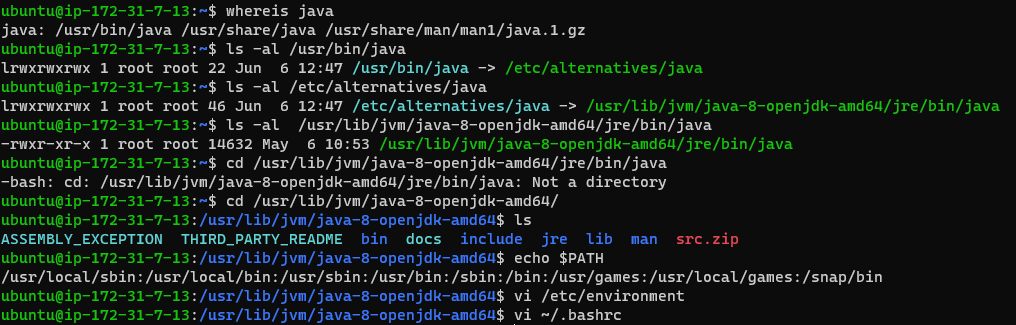 ubuntu@ip-172-31-7-13:~$ whereis java
java: /usr/bin/java /usr/share/java /usr/share/man/man1/java.1.gz
ubuntu@ip-172-31-7-13:~$ ls -al /usr/bin/java
lrwxrwxrwx 1 root root 22 Jun  6 12:47 /usr/bin/java -> /etc/alternatives/java
ubuntu@ip-172-31-7-13:~$ ls -al /etc/alternatives/java
lrwxrwxrwx 1 root root 46 Jun  6 12:47 /etc/alternatives/java -> /usr/lib/jvm/java-8-openjdk-amd64/jre/bin/java
ubuntu@ip-172-31-7-13:~$ ls -al  /usr/lib/jvm/java-8-openjdk-amd64/jre/bin/java
-rwxr-xr-x 1 root root 14632 May  6 10:53 /usr/lib/jvm/java-8-openjdk-amd64/jre/bin/java
ubuntu@ip-172-31-7-13:~$ cd /usr/lib/jvm/java-8-openjdk-amd64/jre/bin/java
-bash: cd: /usr/lib/jvm/java-8-openjdk-amd64/jre/bin/java: Not a directory
ubuntu@ip-172-31-7-13:~$ cd /usr/lib/jvm/java-8-openjdk-amd64/
ubuntu@ip-172-31-7-13:/usr/lib/jvm/java-8-openjdk-amd64$ ls
ASSEMBLY_EXCEPTION  THIRD_PARTY_README  bin  docs  include  jre  lib  man  src.zip
ubuntu@ip-172-31-7-13:/usr/lib/jvm/java-8-openjdk-amd64$ echo $PATH
/usr/local/sbin:/usr/local/bin:/usr/sbin:/usr/bin:/sbin:/bin:/usr/games:/usr/local/games:/snap/bin
ubuntu@ip-172-31-7-13:/usr/lib/jvm/java-8-openjdk-amd64$ vi /etc/environment
ubuntu@ip-172-31-7-13:/usr/lib/jvm/java-8-openjdk-amd64$ vi ~/.bashrc